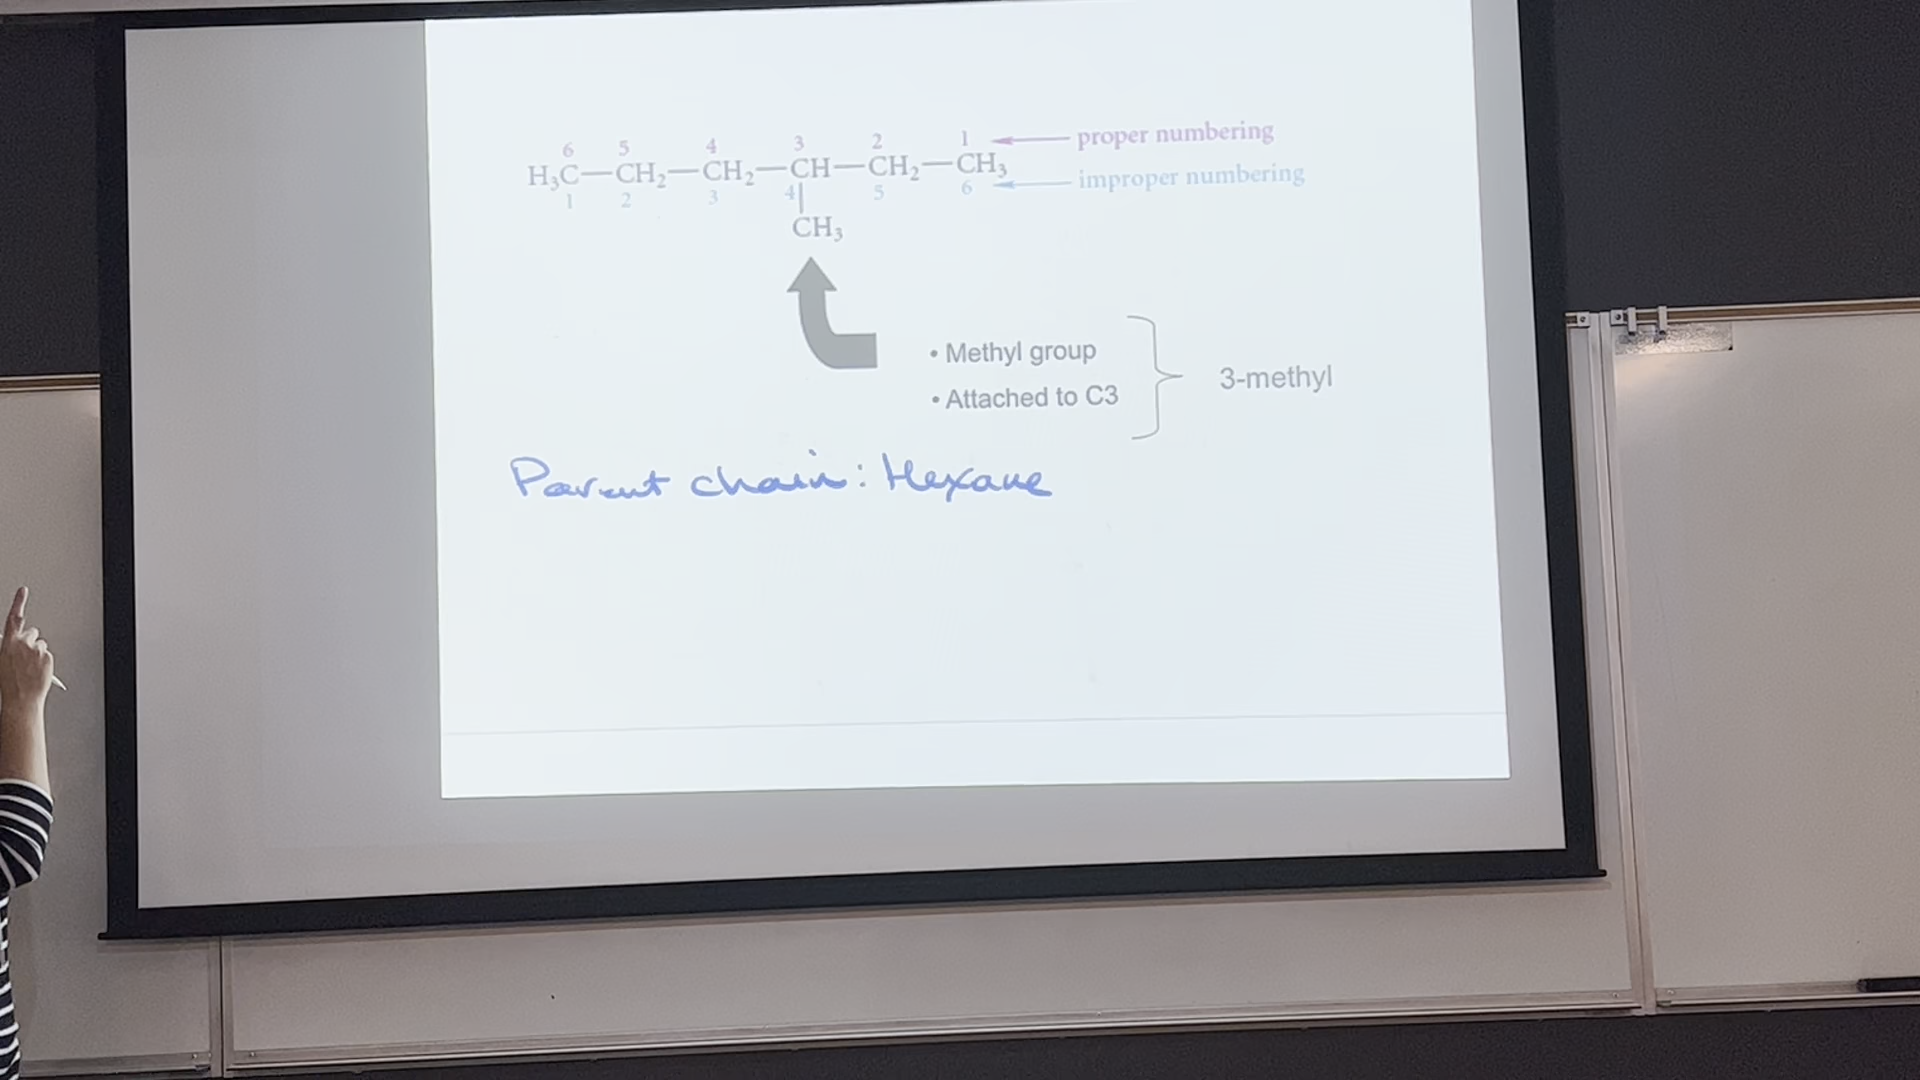 6 5 4 3 2 1 proper numbering
H₃C—CH₂—CH₂—CH—CH₂—CH₃
1 2 3 4 5 6 improper numbering
CH₃
• Methyl group
• Attached to C3
3-methyl
Parent chain: Hexane